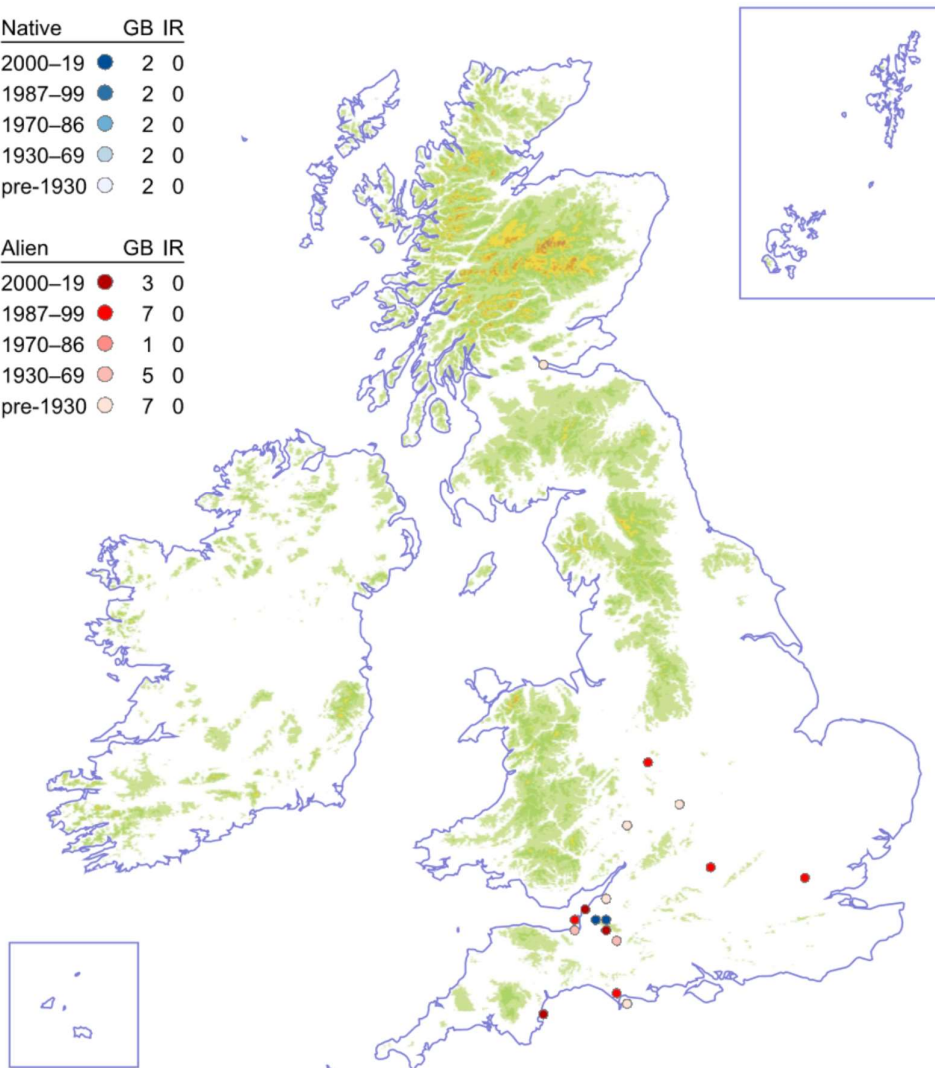 Native GB IR
2000–19 2 0
1987–99 2 0
1970–86 2 0
1930–69 2 0
pre-1930 2 0
Alien GB IR
2000–19 3 0
1987–99 7 0
1970–86 1 0
1930–69 5 0
pre-1930 7 0